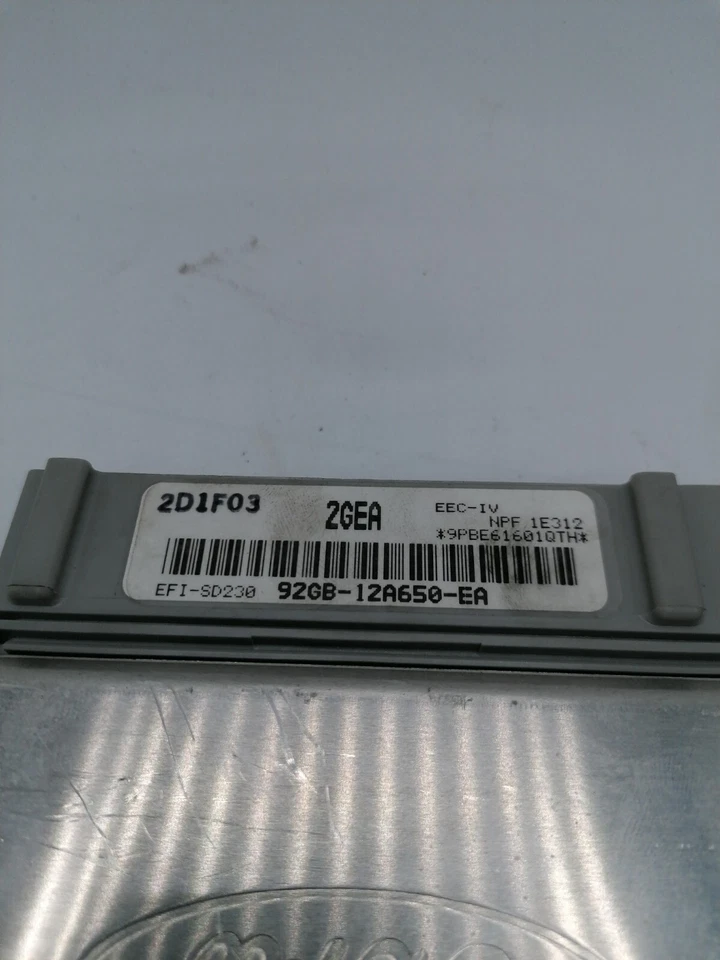 2D1F03 2GEA EEC-IV
NPF 1E312
*9PBE61601QTH*
EFI-SD230 92GB-12A650-EA